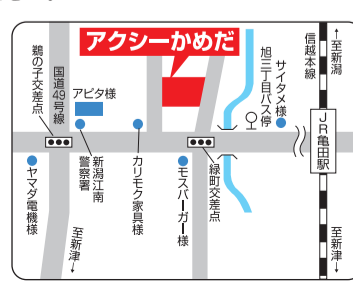 アクシーかめだ
至新潟→
信越本線
サイタメ様
旭三丁目バス停
国道49号線
鵜の子交差点
アピタ様
JR亀田駅
緑町交差点
モスバーガー様
カリモク家具様
新潟江南
警察署
ヤマダ電機様
至新津→
至新津→